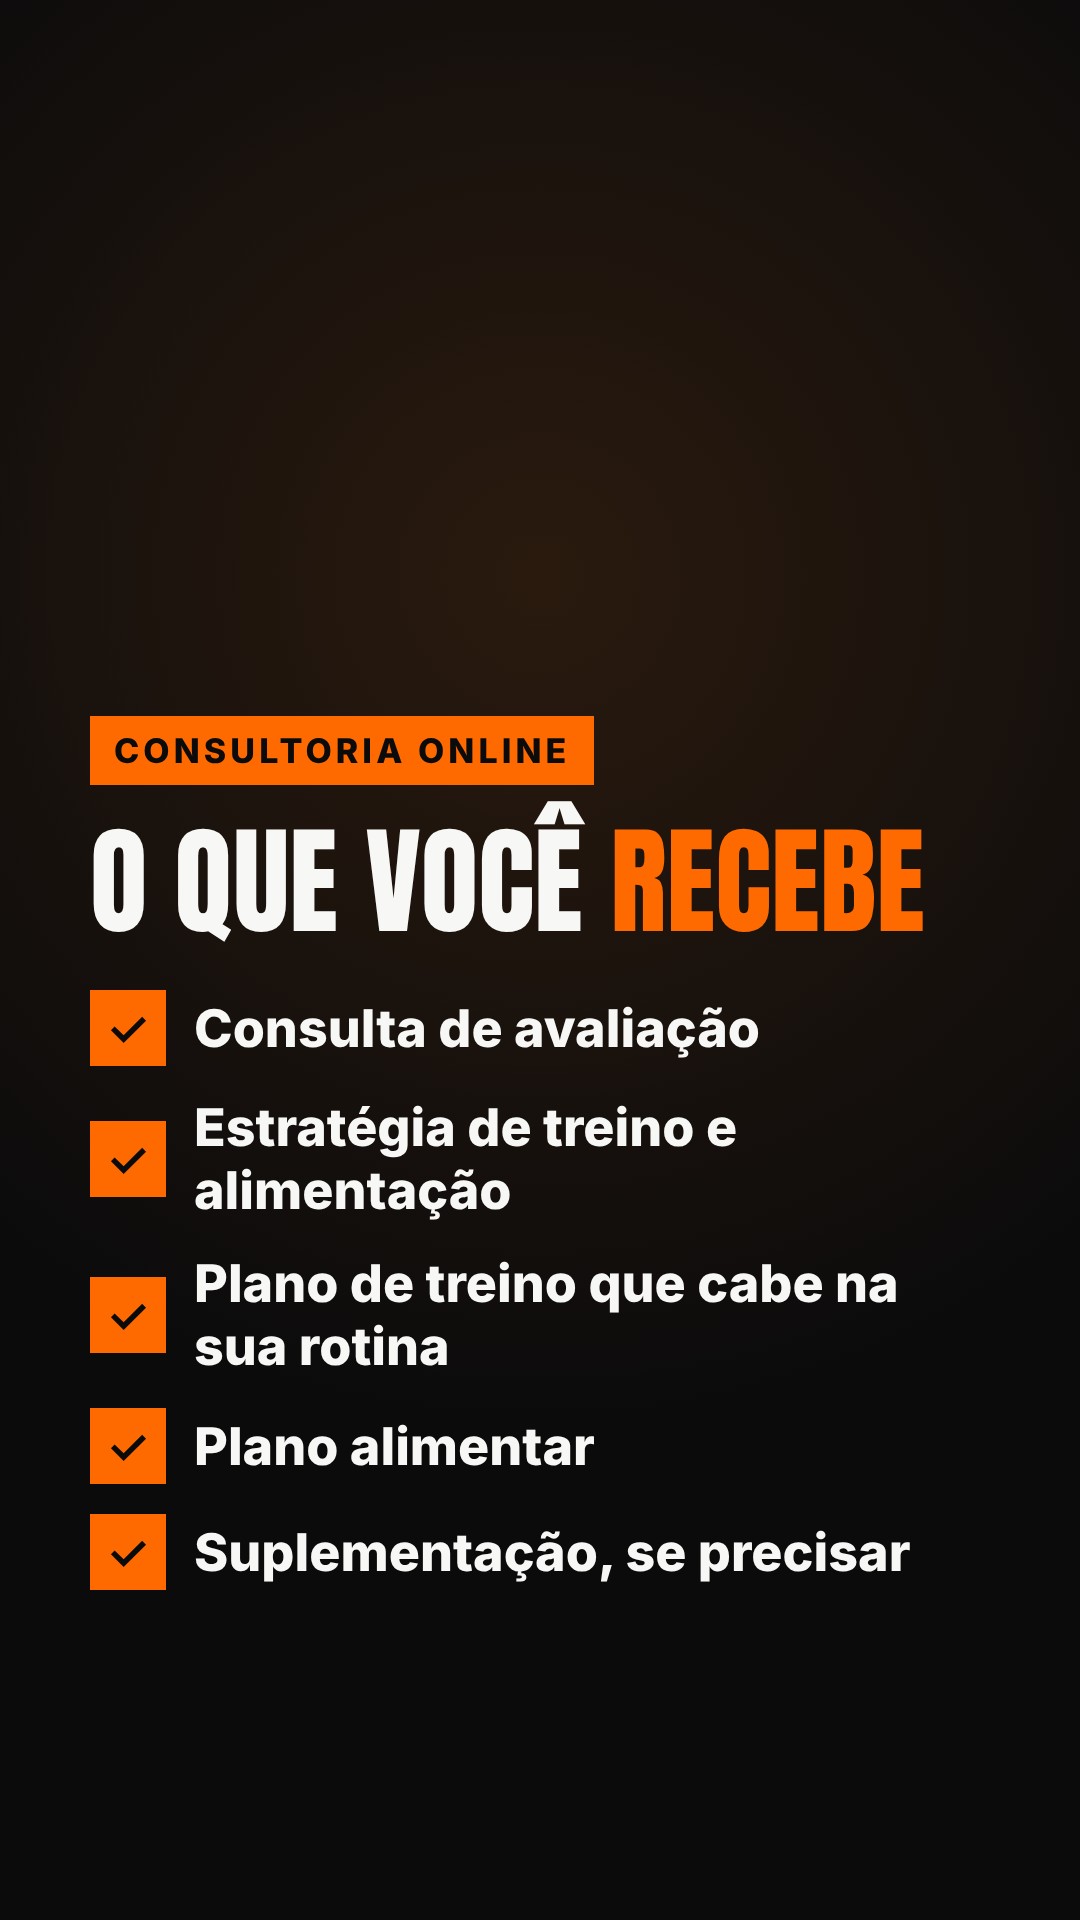 CONSULTORIA ONLINE
O QUE VOCÊ RECEBE
Consulta de avaliação
Estratégia de treino e
alimentação
Plano de treino que cabe na
sua rotina
Plano alimentar
Suplementação, se precisar